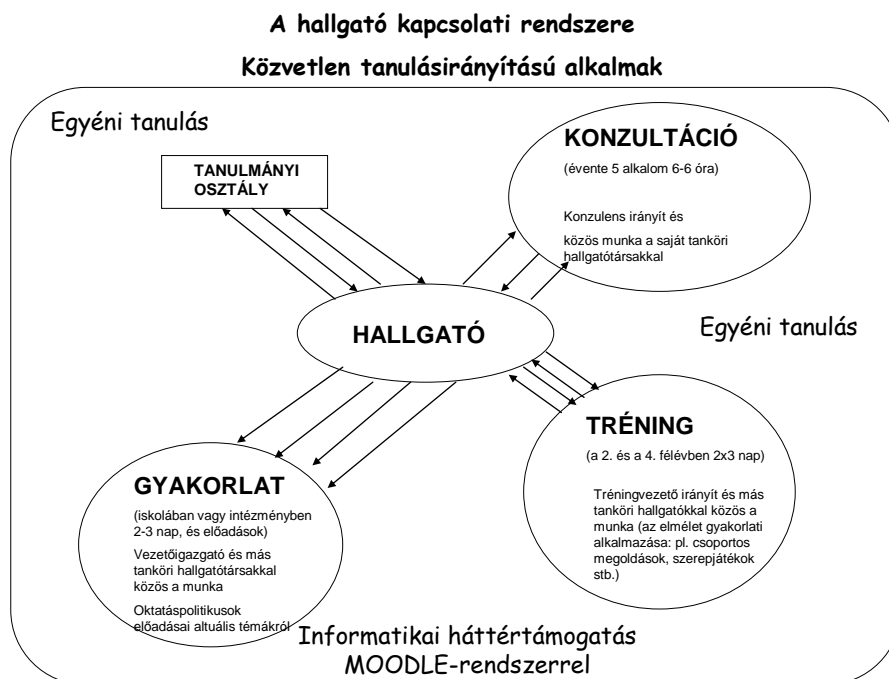 A hallgató kapcsolati rendszere
Közvetlen tanulásirányítású alkalmak
Egyéni tanulás
TANULMÁNYI
OSZTÁLY
KONZULTÁCIÓ
(évente 5 alkalom 6-6 óra)
Konzulens irányít és
közös munka a saját tanköri
hallgatótársakkal
HALLGATÓ
Egyéni tanulás
TRÉNING
(a 2. és a 4. félévben 2x3 nap)
Tréningvezető irányít és más
tanköri hallgatókkal közös a
munka (az elmélet gyakorlati
alkalmazása: pl. csoportos
megoldások, szerepjátékok
stb.)
GYAKORLAT
(iskolában vagy intézményben
2-3 nap, és előadások)
Vezetőigazgató és más
tanköri hallgatótársakkal
közös a munka
Oktatáspolitikusok
előadásai altuális témákról
Informatikai háttértámogatás
MOODLE-rendszerrel